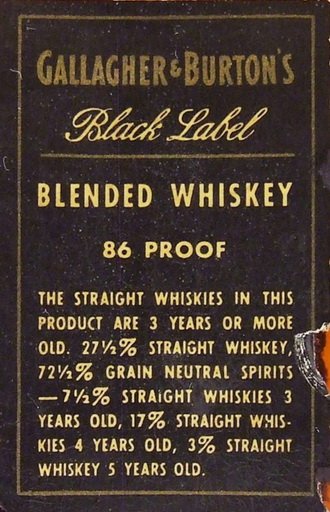 GALLAGHER & BURTON'S
Black Label
BLENDED WHISKEY
86 PROOF
THE STRAIGHT WHISKIES IN THIS
PRODUCT ARE 3 YEARS OR MORE
OLD. 27½% STRAIGHT WHISKEY,
72½% GRAIN NEUTRAL SPIRITS
—7½% STRAIGHT WHISKIES 3
YEARS OLD, 17% STRAIGHT WHIS-
KIES 4 YEARS OLD, 3% STRAIGHT
WHISKEY 5 YEARS OLD.